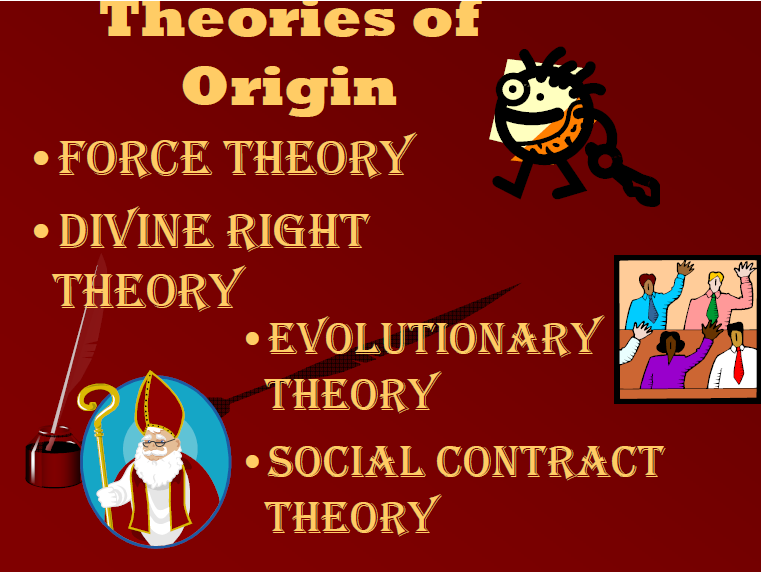 Theories of
Origin
• FORCE THEORY
• DIVINE RIGHT
THEORY
• EVOLUTIONARY
THEORY
• SOCIAL CONTRACT
THEORY